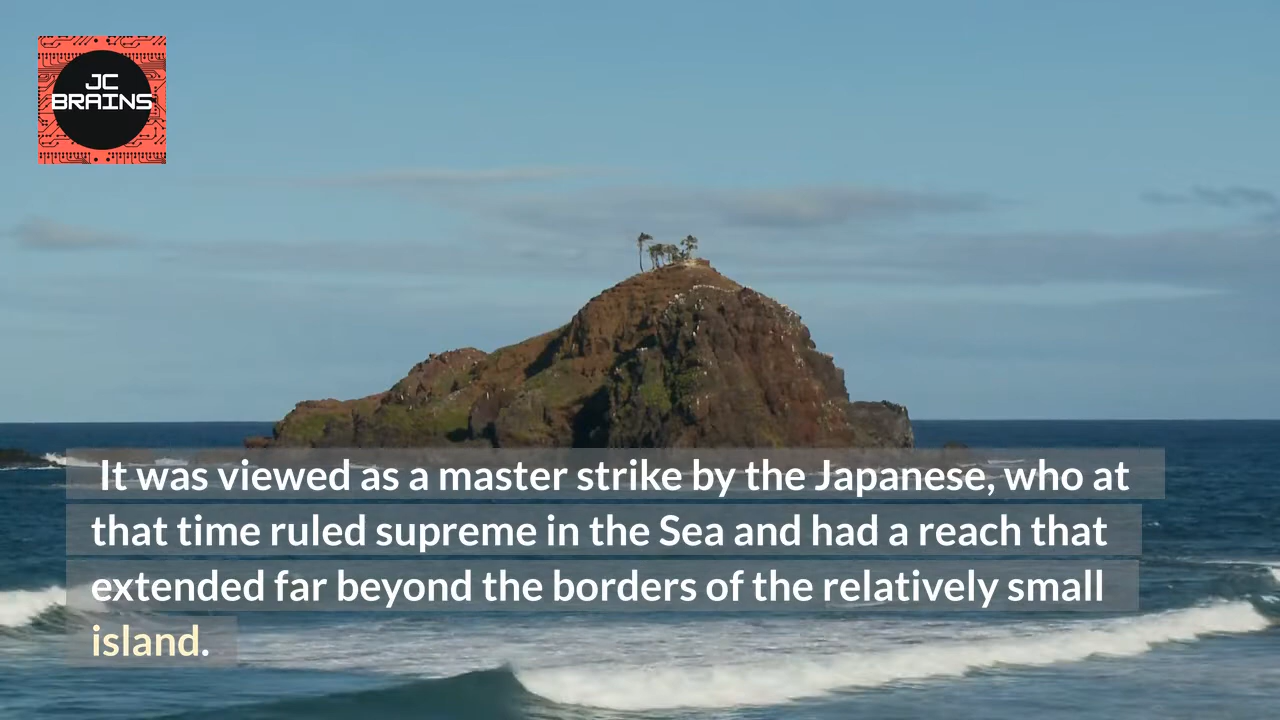 JC
BRAINS
It was viewed as a master strike by the Japanese, who at
that time ruled supreme in the Sea and had a reach that
extended far beyond the borders of the relatively small
island.